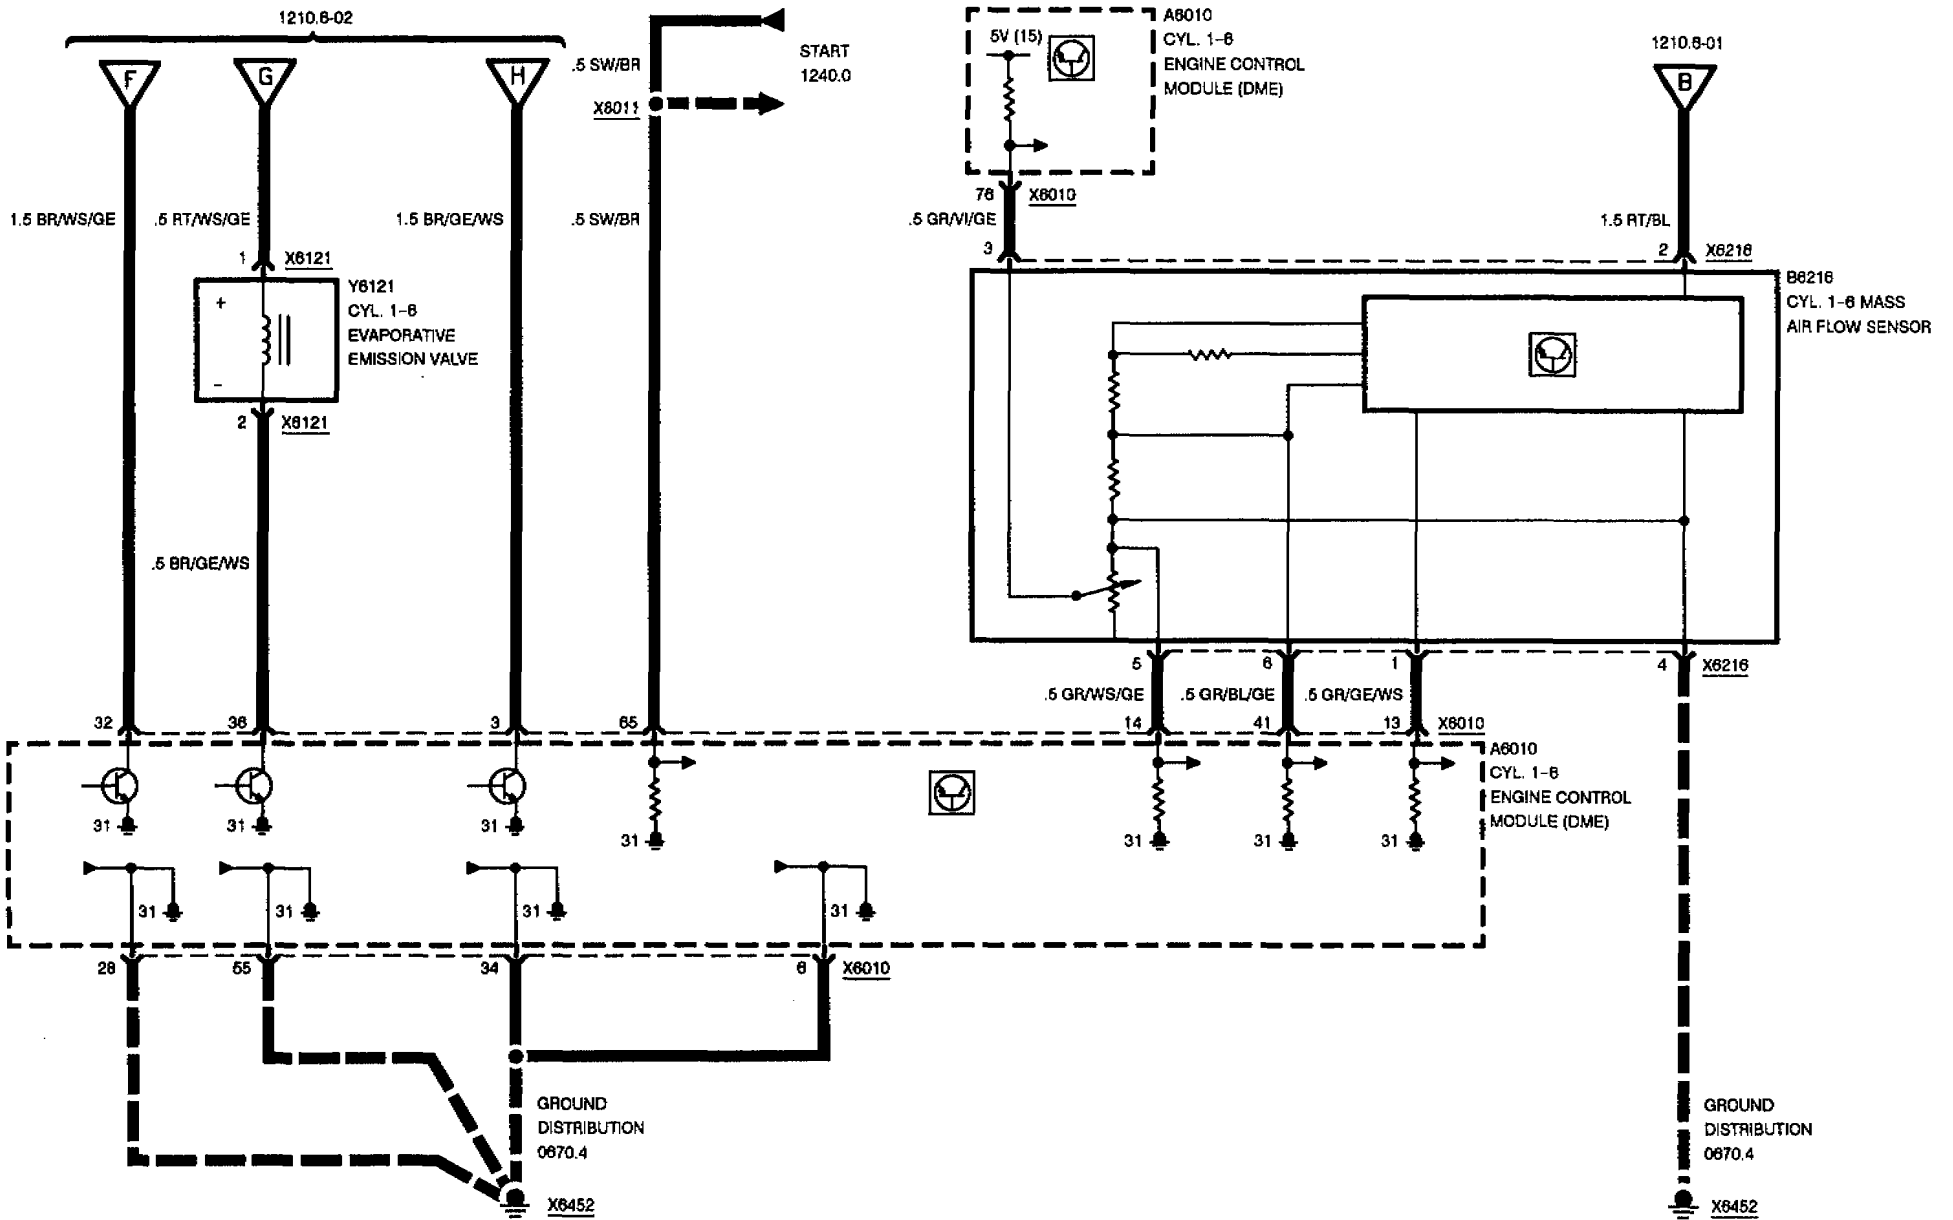 1210.6-02
F
G
H
.5 SW/BR
START
1240.0
X6011
5V (15)
A6010
CYL. 1-6
ENGINE CONTROL
MODULE (DME)
1210.6-01
B
76
X6010
1.5 BR/WS/GE
.5 RT/WS/GE
1.5 BR/GE/WS
.5 SW/BR
.5 GR/VI/GE
1.5 RT/BL
1
X6121
3
2
X6216
+
-
Y6121
CYL. 1-6
EVAPORATIVE
EMISSION VALVE
B6216
CYL. 1-6 MASS
AIR FLOW SENSOR
2
X6121
.5 BR/GE/WS
5
6
1
4
X6216
.5 GR/WS/GE
.5 GR/BL/GE
.5 GR/GE/WS
32
36
3
65
14
41
13
X6010
A6010
CYL. 1-6
ENGINE CONTROL
MODULE (DME)
31
31
31
31
31
31
31
31
31
31
31
28
55
34
6
X6010
GROUND
DISTRIBUTION
0670.4
X6452
GROUND
DISTRIBUTION
0670.4
X6452